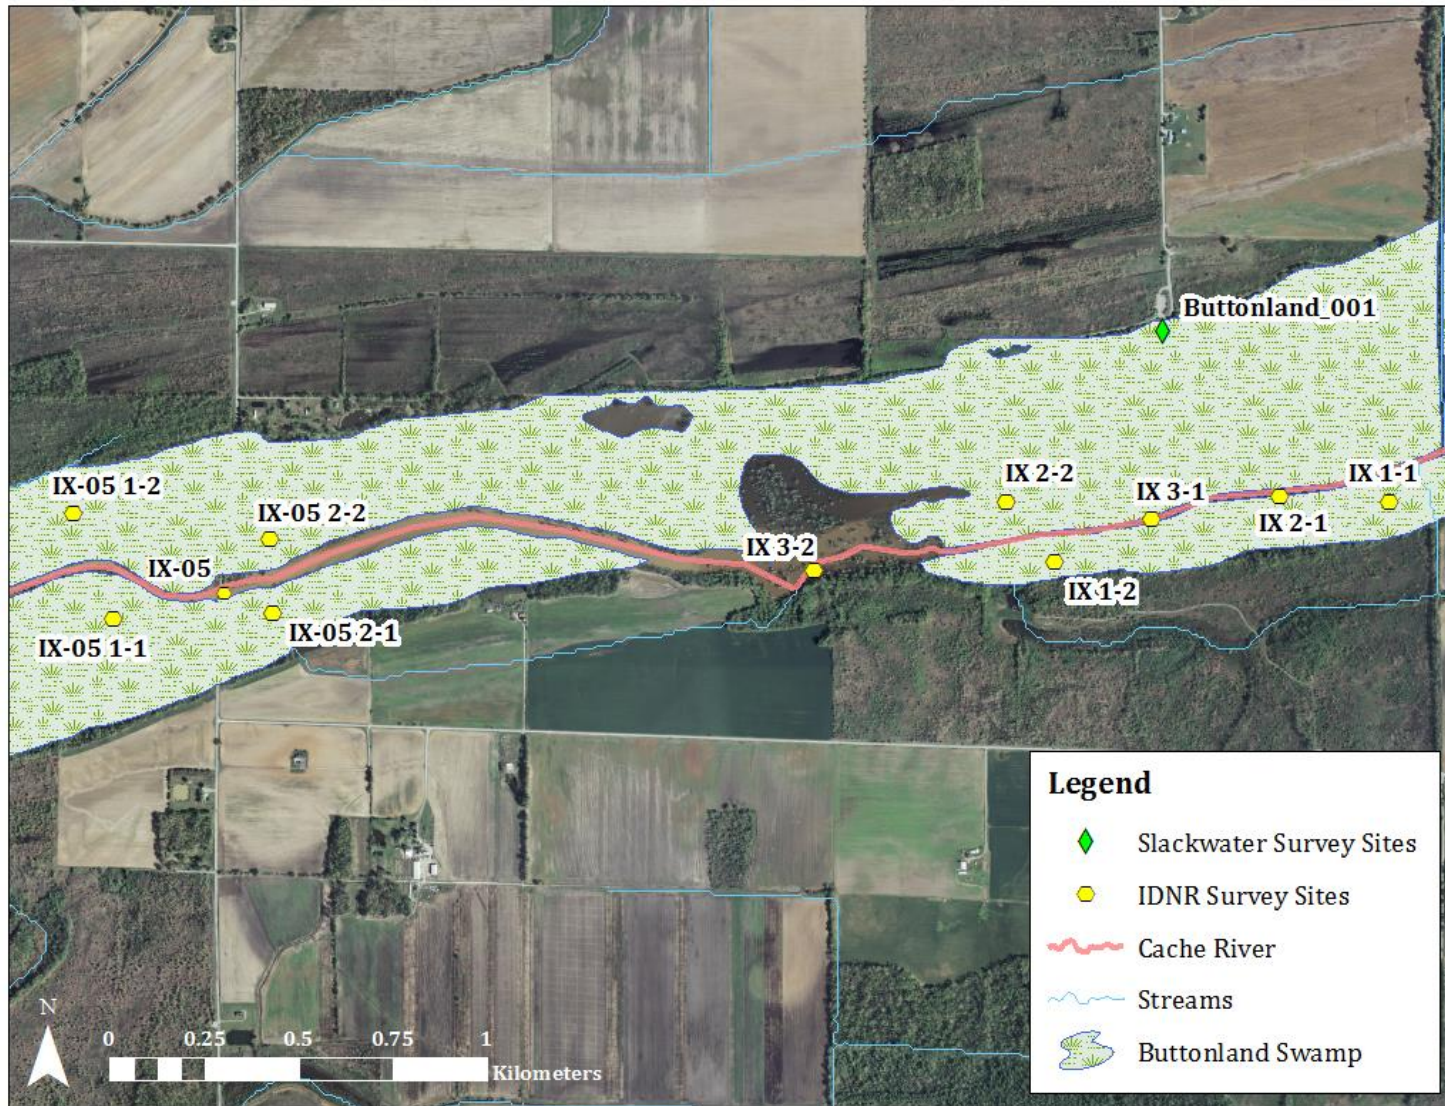 Buttonland_001
IX 2-2
IX 1-1
IX 3-1
IX-05 1-2
IX-05 2-2
IX 2-1
IX 3-2
IX-05
IX 1-2
IX-05 2-1
IX-05 1-1
Legend
Slackwater Survey Sites
IDNR Survey Sites
Cache River
Streams
Buttonland Swamp
N
0 0.25 0.5 0.75 1
Kilometers